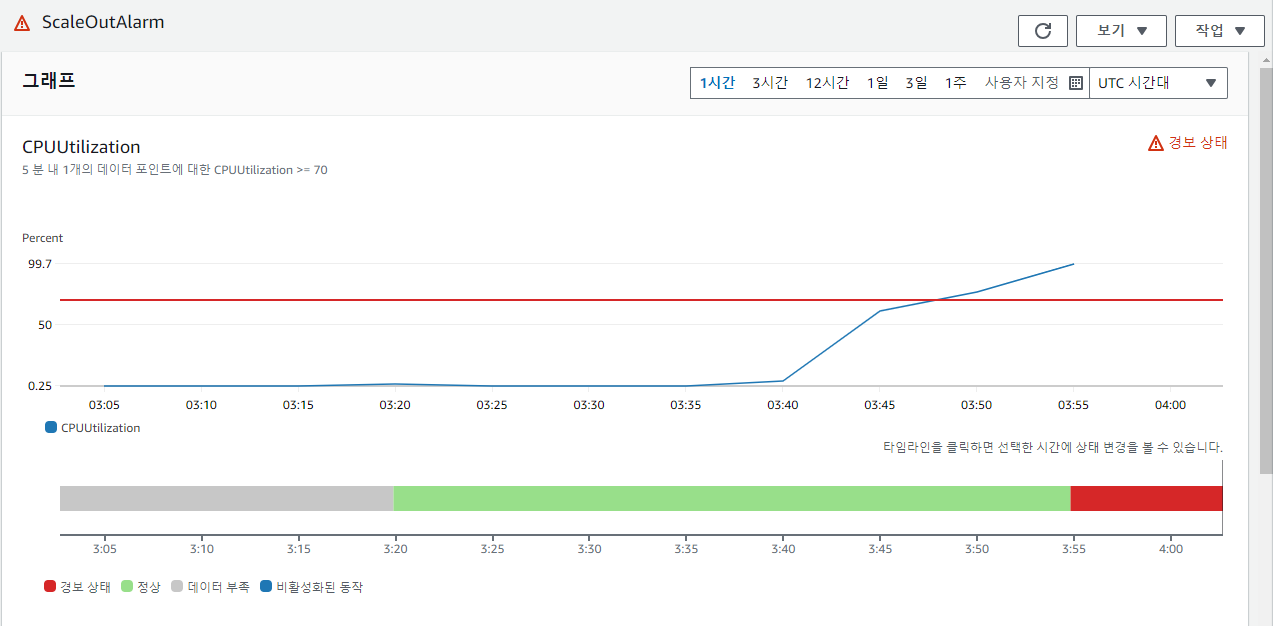 ScaleOutAlarm
보기
작업
그래프
1시간 3시간 12시간 1일 3일 1주 사용자 지정 UTC 시간대
CPUUtilization
경보 상태
5 분 내 1개의 데이터 포인트에 대한 CPUUtilization >= 70
Percent
99.7
50
0.25
03:05 03:10 03:15 03:20 03:25 03:30 03:35 03:40 03:45 03:50 03:55 04:00
CPUUtilization
타임라인을 클릭하면 선택한 시간에 상태 변경을 볼 수 있습니다.
3:05 3:10 3:15 3:20 3:25 3:30 3:35 3:40 3:45 3:50 3:55 4:00
경보 상태 정상 데이터 부족 비활성화된 동작